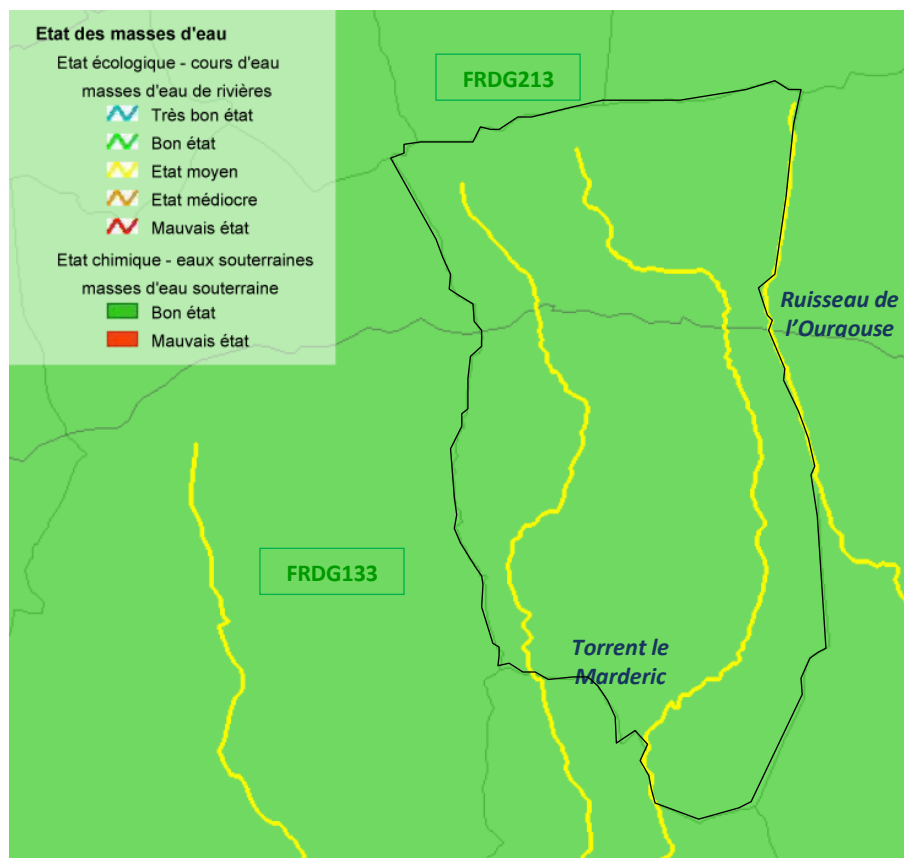 Etat des masses d'eau
Etat écologique - cours d'eau
masses d'eau de rivières
Très bon état
Bon état
Etat moyen
Etat médiocre
Mauvais état
Etat chimique - eaux souterraines
masses d'eau souterraine
Bon état
Mauvais état
FRDG213
Ruisseau de
l’Ourgouse
FRDG133
Torrent le
Marderic